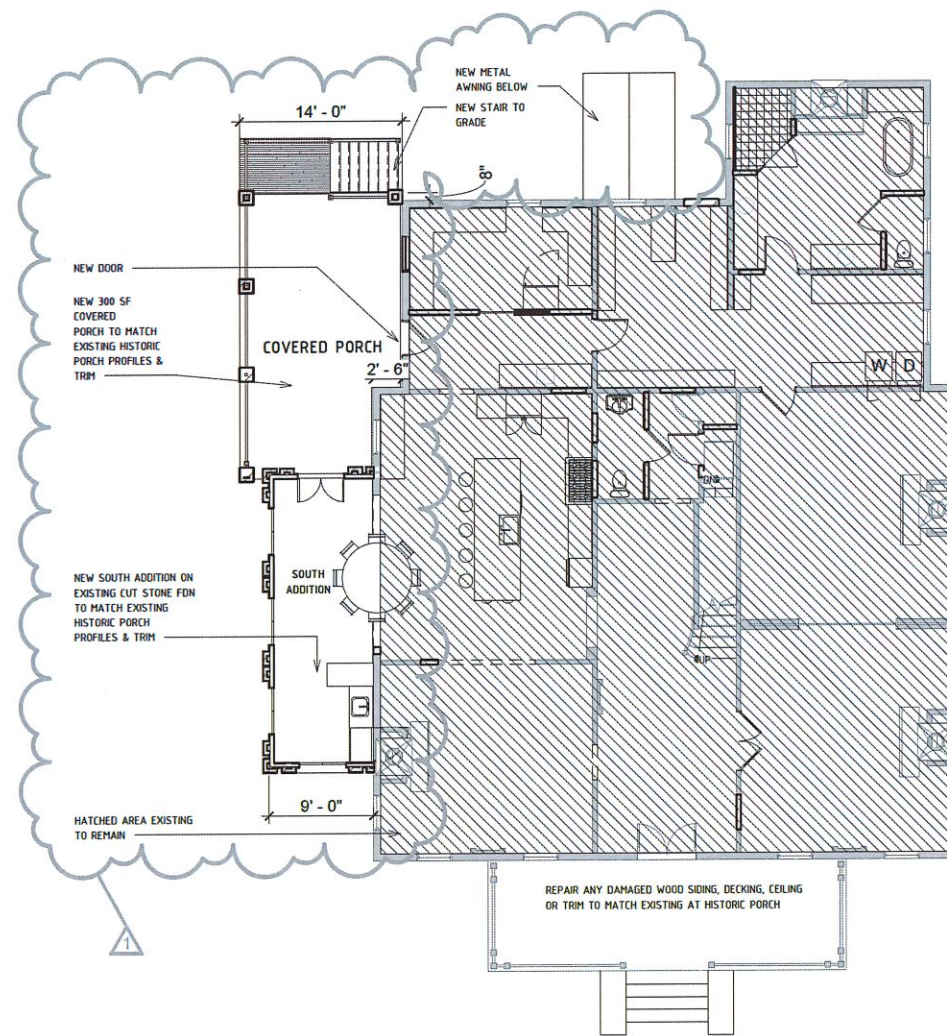 NEW METAL
AWNING BELOW
NEW STAIR TO
GRADE
14' - 0"
8"
NEW DOOR
NEW 300 SF
COVERED
PORCH TO MATCH
EXISTING HISTORIC
PORCH PROFILES &
TRIM
COVERED PORCH
2' - 6"
W D
DN
NEW SOUTH ADDITION ON
EXISTING CUT STONE FDN
TO MATCH EXISTING
HISTORIC PORCH
PROFILES & TRIM
SOUTH
ADDITION
UP
9' - 0"
HATCHED AREA EXISTING
TO REMAIN
REPAIR ANY DAMAGED WOOD SIDING, DECKING, CEILING
OR TRIM TO MATCH EXISTING AT HISTORIC PORCH
1